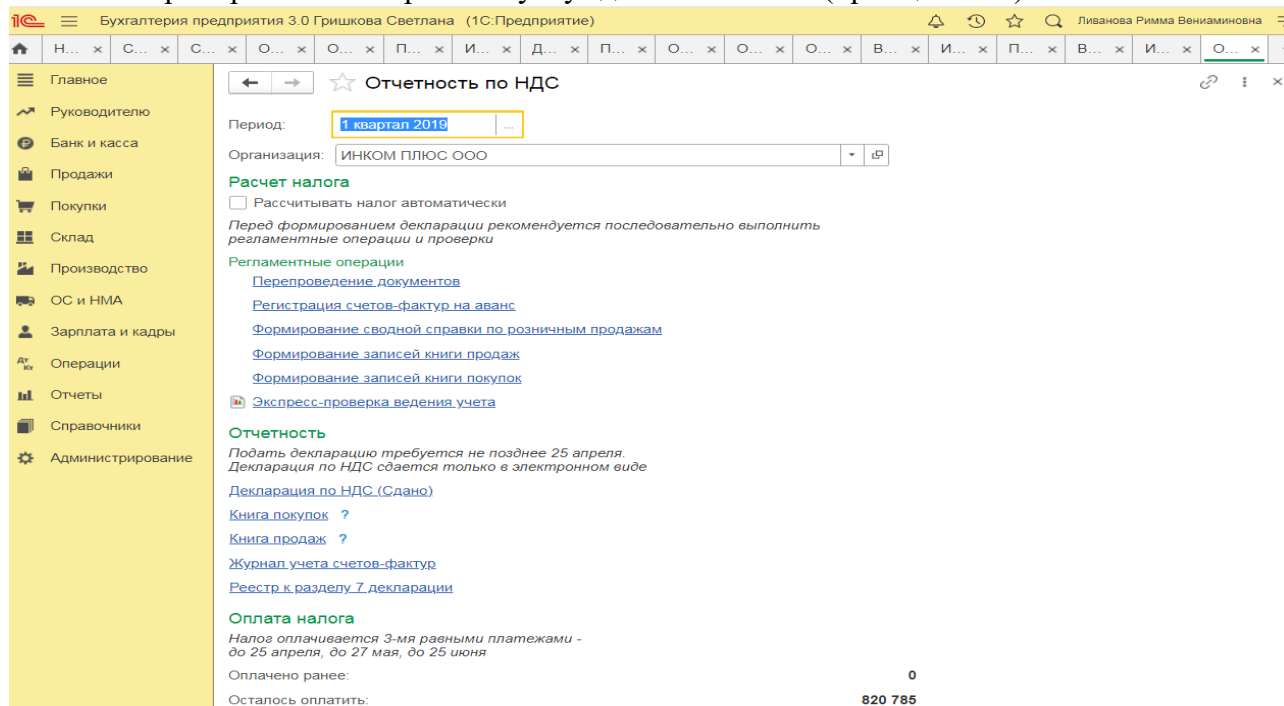 1С Бухгалтерия предприятия 3.0 Гришкова Светлана (1С:Предприятие) Ливанова Римма Вениаминовна
Н... × С... × С... × О... × О... × П... × И... × Д... × П... × О... × О... × О... × В... × И... × П... × В... × И... × О... ×
Главное
Руководителю
Банк и касса
Продажи
Покупки
Склад
Производство
ОС и НМА
Зарплата и кадры
Дт Кт Операции
Отчеты
Справочники
Администрирование
Отчетность по НДС
Период: 1 квартал 2019 ...
Организация: ИНКОМ ПЛЮС ООО
Расчет налога
Рассчитывать налог автоматически
Перед формированием декларации рекомендуется последовательно выполнить
регламентные операции и проверки
Регламентные операции
Перепроведение документов
Регистрация счетов-фактур на аванс
Формирование сводной справки по розничным продажам
Формирование записей книги продаж
Формирование записей книги покупок
Экспресс-проверка ведения учета
Отчетность
Подать декларацию требуется не позднее 25 апреля.
Декларация по НДС сдается только в электронном виде
Декларация по НДС (Сдано)
Книга покупок ?
Книга продаж ?
Журнал учета счетов-фактур
Реестр к разделу 7 декларации
Оплата налога
Налог оплачивается 3-мя равными платежами -
до 25 апреля, до 27 мая, до 25 июня
Оплачено ранее: 0
Осталось оплатить: 820 785